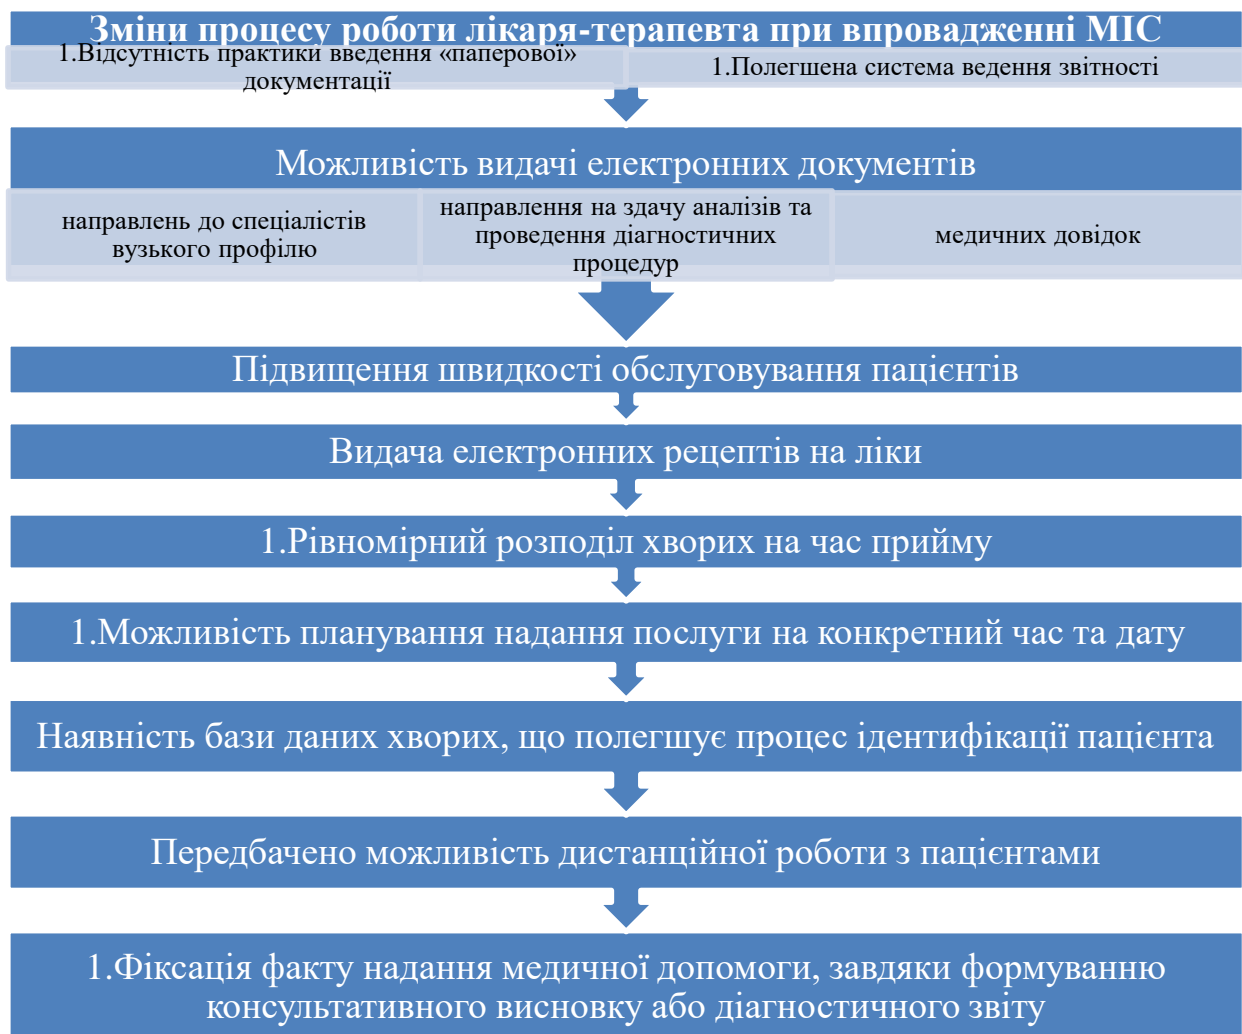 Зміни процесу роботи лікаря-терапевта при впровадженні МІС
1.Відсутність практики введення «паперової»
документації
1.Полегшена система ведення звітності
Можливість видачі електронних документів
направлень до спеціалістів
вузького профілю
направлення на здачу аналізів та
проведення діагностичних
процедур
медичних довідок
Підвищення швидкості обслуговування пацієнтів
Видача електронних рецептів на ліки
1.Рівномірний розподіл хворих на час прийму
1.Можливість планування надання послуги на конкретний час та дату
Наявність бази даних хворих, що полегшує процес ідентифікації пацієнта
Передбачено можливість дистанційної роботи з пацієнтами
1.Фіксація факту надання медичної допомоги, завдяки формуванню
консультативного висновку або діагностичного звіту